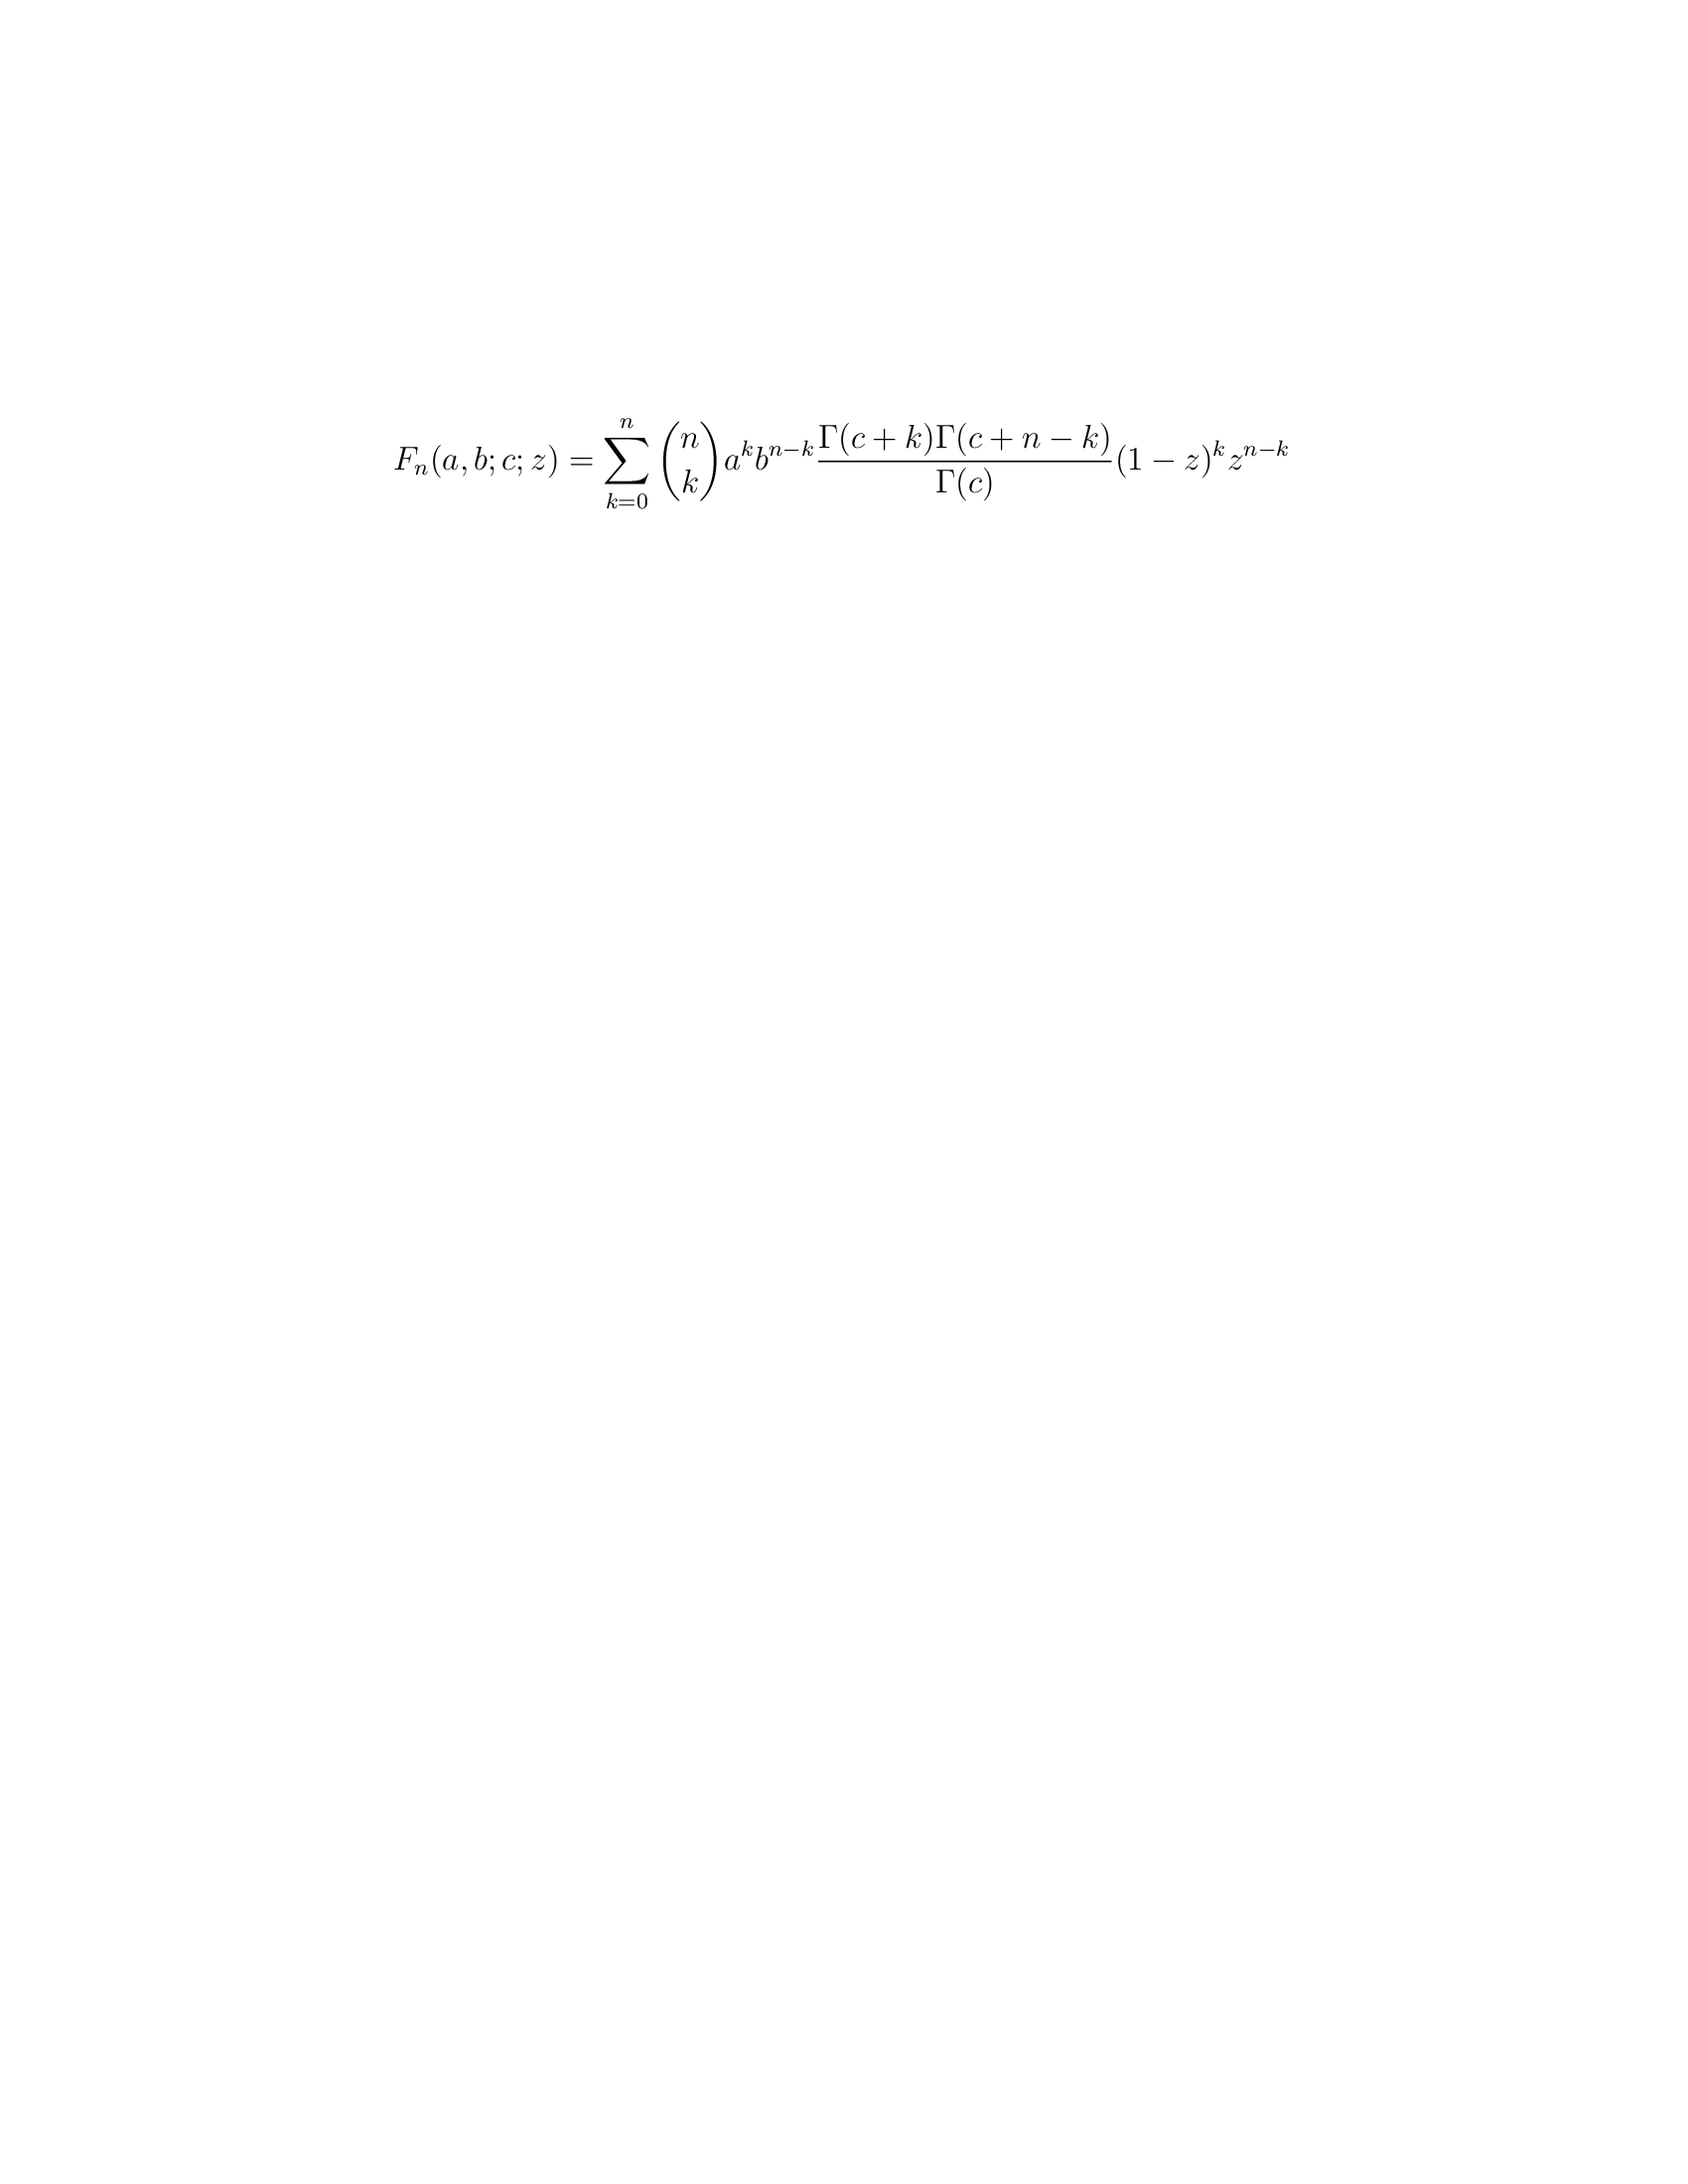 $$F_n(a, b; c; z) = \sum_{k=0}^{n} \binom{n}{k} a^k b^{n-k} \frac{\Gamma(c+k)\Gamma(c+n-k)}{\Gamma(c)} (1-z)^k z^{n-k}$$